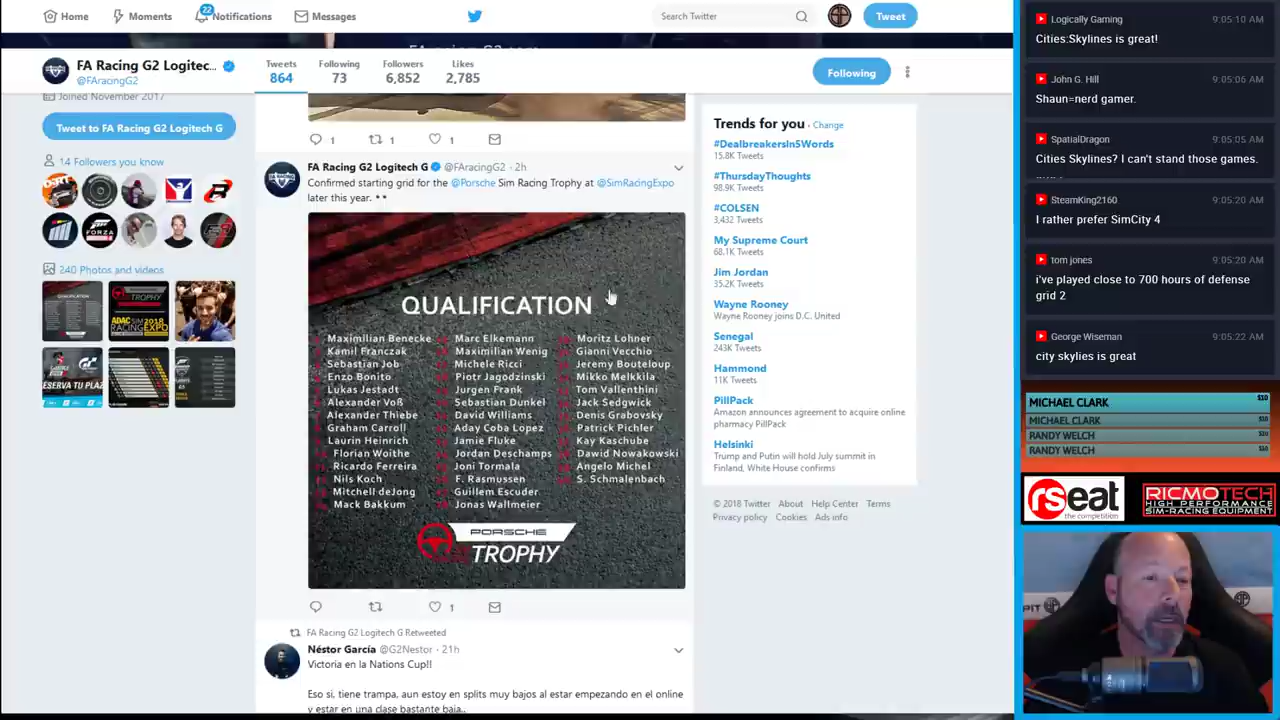 Home
Moments
22
Notifications
Messages
Search Twitter
Tweet
FA Racing G2 Logitec...
@FAracingG2
Tweets
864
Following
73
Followers
6,852
Likes
2,785
Following
Joined November 2017
Tweet to FA Racing G2 Logitech G
14 Followers you know
240 Photos and videos
1
1
1
FA Racing G2 Logitech G @FAracingG2 · 2h
Confirmed starting grid for the @Porsche Sim Racing Trophy at @SimRacingExpo
later this year.
QUALIFICATION
Maximilian Benecke
Kamil Franczak
Sebastian Job
Enzo Bonito
Lukas Jestadt
Alexander Voß
Alexander Thiebe
Graham Carroll
Laurin Heinrich
Florian Woithe
Ricardo Ferreira
Nils Koch
Mitchell deJong
Mack Bakkum
Marc Elkemann
Maximilian Wenig
Michele Ricci
Piotr Jagodzinski
Jurgen Frank
Sebastian Dunkel
David Williams
Aday Coba Lopez
Jamie Fluke
Jordan Deschamps
Joni Tormala
F. Rasmussen
Guillem Escuder
Jonas Wallmeier
Moritz Lohner
Gianni Vecchio
Jeremy Bouteloup
Mikko Melkkila
Tom Vallenthini
Jack Sedgwick
Denis Grabovsky
Patrick Pichler
Kay Kaschube
Dawid Nowakowski
Angelo Michel
S. Schmalenbach
PORSCHE
TROPHY
1
FA Racing G2 Logitech G Retweeted
Néstor García @G2Nestor · 21h
Victoria en la Nations Cup!!
Eso si, tiene trampa, aun estoy en splits muy bajos al estar empezando en el online
y estar en una clase bastante baja..
Trends for you · Change
#DealbreakersIn5Words
15.8K Tweets
#ThursdayThoughts
98.9K Tweets
#COLSEN
3,432 Tweets
My Supreme Court
68.1K Tweets
Jim Jordan
35.2K Tweets
Wayne Rooney
Wayne Rooney joins D.C. United
Senegal
243K Tweets
Hammond
11K Tweets
PillPack
Amazon announces agreement to acquire online
pharmacy PillPack
Helsinki
Trump and Putin will hold July summit in
Finland, White House confirms
© 2018 Twitter About Help Center Terms
Privacy policy Cookies Ads info
Logically Gaming 9:05:10 AM
Cities:Skylines is great!
John G. Hill 9:05:06 AM
Shaun=nerd gamer.
SpatialDragon 9:05:05 AM
Cities Skylines? I can't stand those games.
SteamKing2160 9:05:20 AM
I rather prefer SimCity 4
tom jones 9:05:20 AM
i've played close to 700 hours of defense
grid 2
George Wiseman 9:05:22 AM
city skylies is great
MICHAEL CLARK $10
MICHAEL CLARK
RANDY WELCH
RANDY WELCH
rseat
the competition
RICMOTECH
HIGH PERFORMANCE
SIM-RACING EQUIPMENT